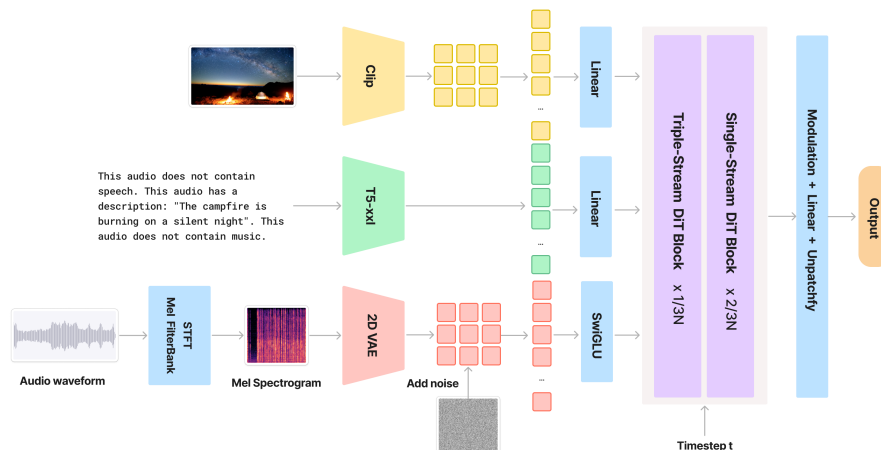 Clip
...
Linear
This audio does not contain
speech. This audio has a
description: "The campfire is
burning on a silent night". This
audio does not contain music.
T5-xxl
...
Linear
Audio waveform
STFT
Mel FilterBank
Mel Spectrogram
2D VAE
Add noise
...
SwiGLU
Triple-Stream DiT Block x 1/3N
Single-Stream DiT Block x 2/3N
Timestep t
Modulation + Linear + Unpatchfy
Output